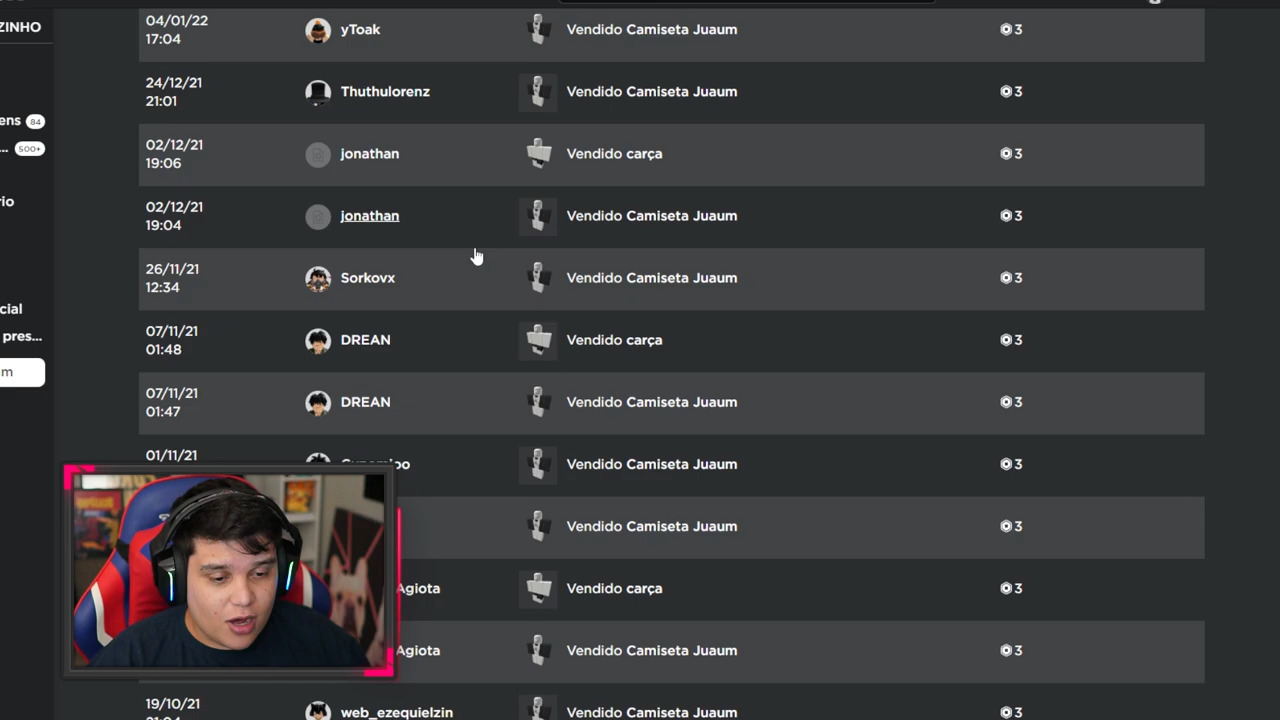 ZINHO
04/01/22
17:04
yToak
Vendido Camiseta Juaum
3
24/12/21
21:01
Thuthulorenz
Vendido Camiseta Juaum
3
ens 84
... 500+
02/12/21
19:06
jonathan
Vendido carça
3
rio
02/12/21
19:04
jonathan
Vendido Camiseta Juaum
3
26/11/21
12:34
Sorkovx
Vendido Camiseta Juaum
3
cial
pres...
m
07/11/21
01:48
DREAN
Vendido carça
3
07/11/21
01:47
DREAN
Vendido Camiseta Juaum
3
01/11/21
Vendido Camiseta Juaum
3
Vendido Camiseta Juaum
3
Agiota
Vendido carça
3
Agiota
Vendido Camiseta Juaum
3
19/10/21
web_ezequielzin
Vendido Camiseta Juaum
3